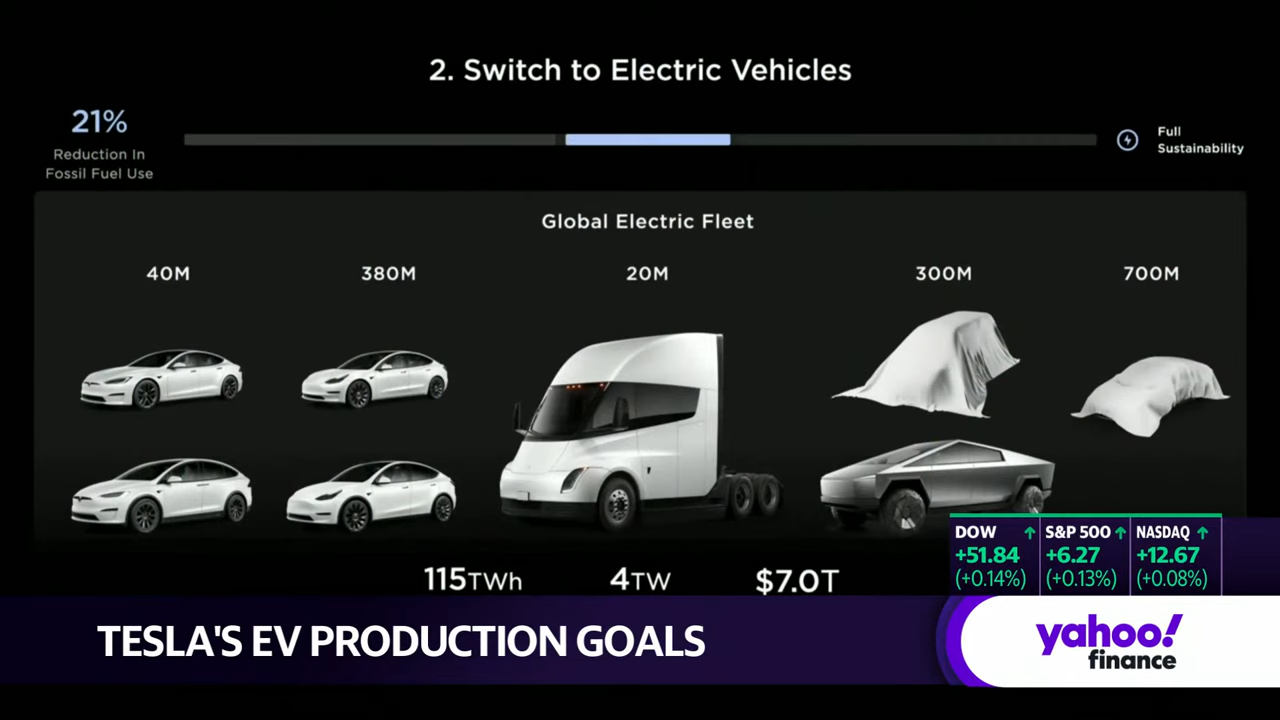 2. Switch to Electric Vehicles
21%
Reduction In
Fossil Fuel Use
Full
Sustainability
Global Electric Fleet
40M 380M 20M 300M 700M
115TWh 4TW $7.0T
DOW ↑ S&P 500 ↑ NASDAQ ↑
+51.84 +6.27 +12.67
(+0.14%) (+0.13%) (+0.08%)
TESLA'S EV PRODUCTION GOALS
yahoo!
finance